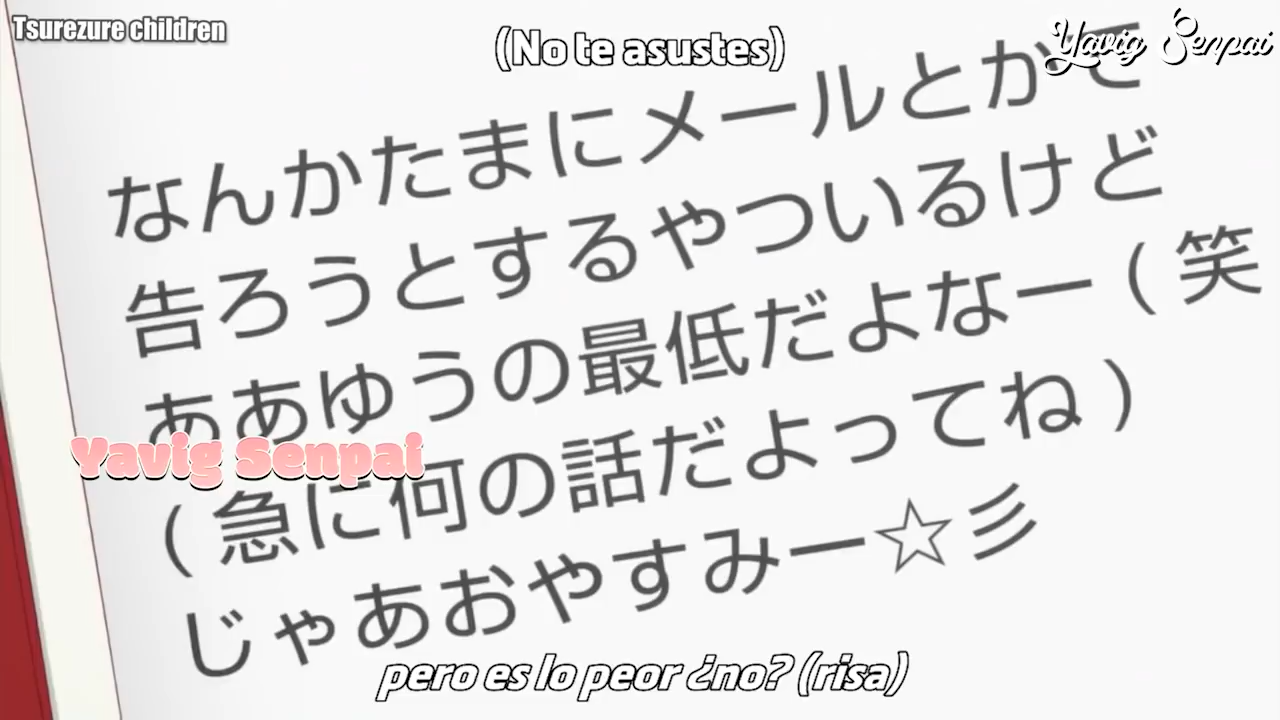 Tsurezure children
(No te asustes)
Yavig Senpai
なんかたまにメールとかで
告ろうとするやついるけど
ああゆうの最低だよなー(笑
Yavig Senpai
(急に何の話だよってね)
じゃあおやすみー☆彡
pero es lo peor ¿no? (risa)